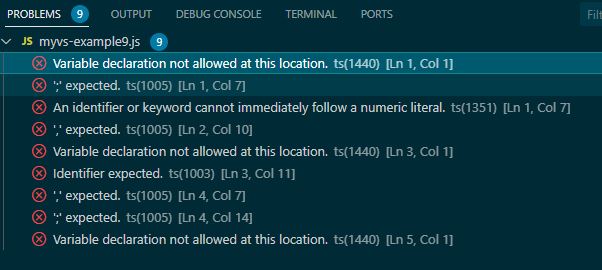 PROBLEMS 9 OUTPUT DEBUG CONSOLE TERMINAL PORTS Filt
JS myvs-example9.js 9
Variable declaration not allowed at this location. ts(1440) [Ln 1, Col 1]
';' expected. ts(1005) [Ln 1, Col 7]
An identifier or keyword cannot immediately follow a numeric literal. ts(1351) [Ln 1, Col 7]
',' expected. ts(1005) [Ln 2, Col 10]
Variable declaration not allowed at this location. ts(1440) [Ln 3, Col 1]
Identifier expected. ts(1003) [Ln 3, Col 11]
',' expected. ts(1005) [Ln 4, Col 7]
';' expected. ts(1005) [Ln 4, Col 14]
Variable declaration not allowed at this location. ts(1440) [Ln 5, Col 1]